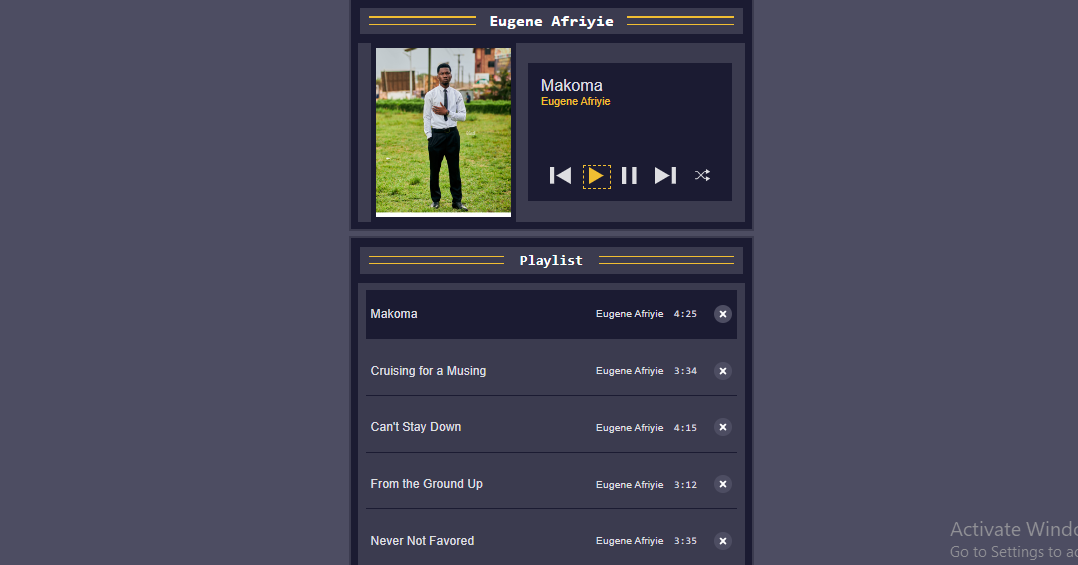 Eugene Afriyie
Makoma
Eugene Afriyie
Playlist
Makoma Eugene Afriyie 4:25
Cruising for a Musing Eugene Afriyie 3:34
Can't Stay Down Eugene Afriyie 4:15
From the Ground Up Eugene Afriyie 3:12
Never Not Favored Eugene Afriyie 3:35
Activate Windo
Go to Settings to ac